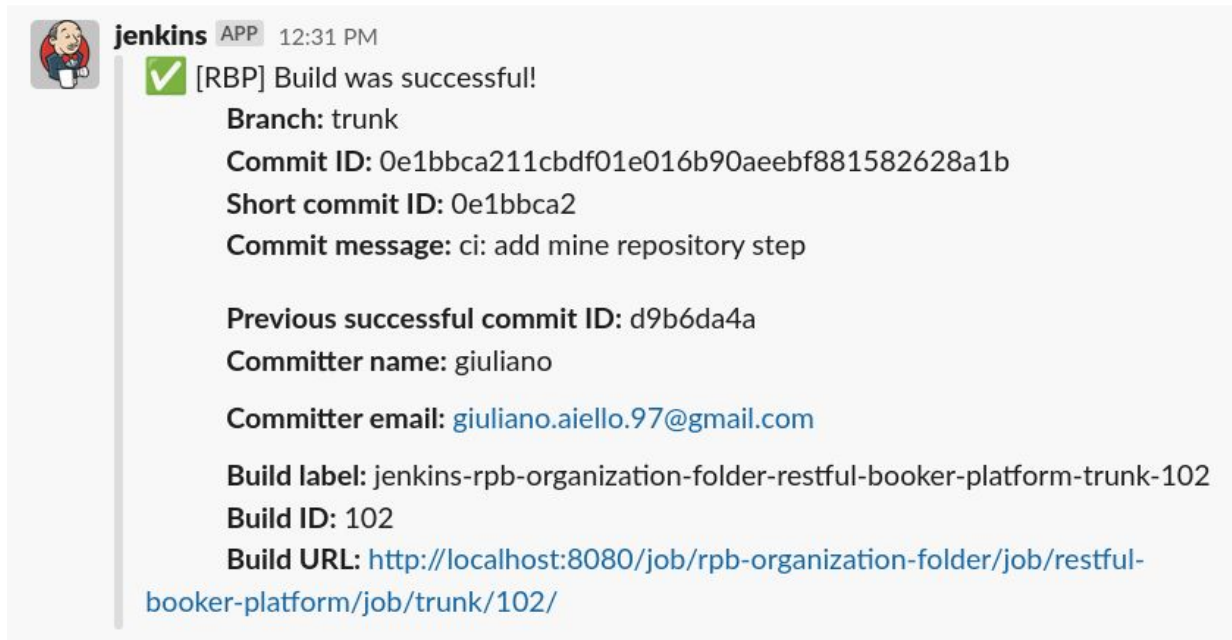 jenkins APP 12:31 PM
✅ [RBP] Build was successful!
Branch: trunk
Commit ID: 0e1bbca211cbdf01e016b90aeebf881582628a1b
Short commit ID: 0e1bbca2
Commit message: ci: add mine repository step
Previous successful commit ID: d9b6da4a
Committer name: giuliano
Committer email: giuliano.aiello.97@gmail.com
Build label: jenkins-rpb-organization-folder-restful-booker-platform-trunk-102
Build ID: 102
Build URL: http://localhost:8080/job/rpb-organization-folder/job/restful-
booker-platform/job/trunk/102/